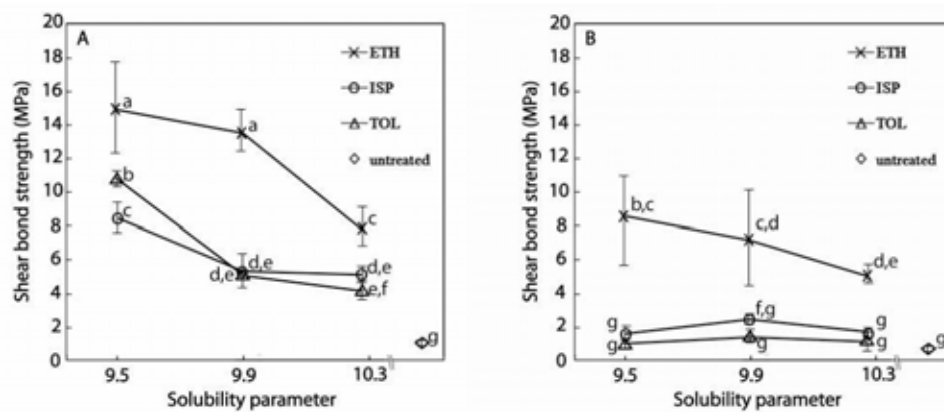 20
18
16
14
12
10
8
6
4
2
0
Shear bond strength (MPa)
A
ETH
ISP
TOL
untreated
a
a
b
c
c
d,e
d,e
d,e
e,f
g
9.5 9.9 10.3
Solubility parameter
20
18
16
14
12
10
8
6
4
2
0
Shear bond strength (MPa)
B
ETH
ISP
TOL
untreated
b,c
c,d
d,e
g
f,g
g
g
g
g
g
9.5 9.9 10.3
Solubility parameter